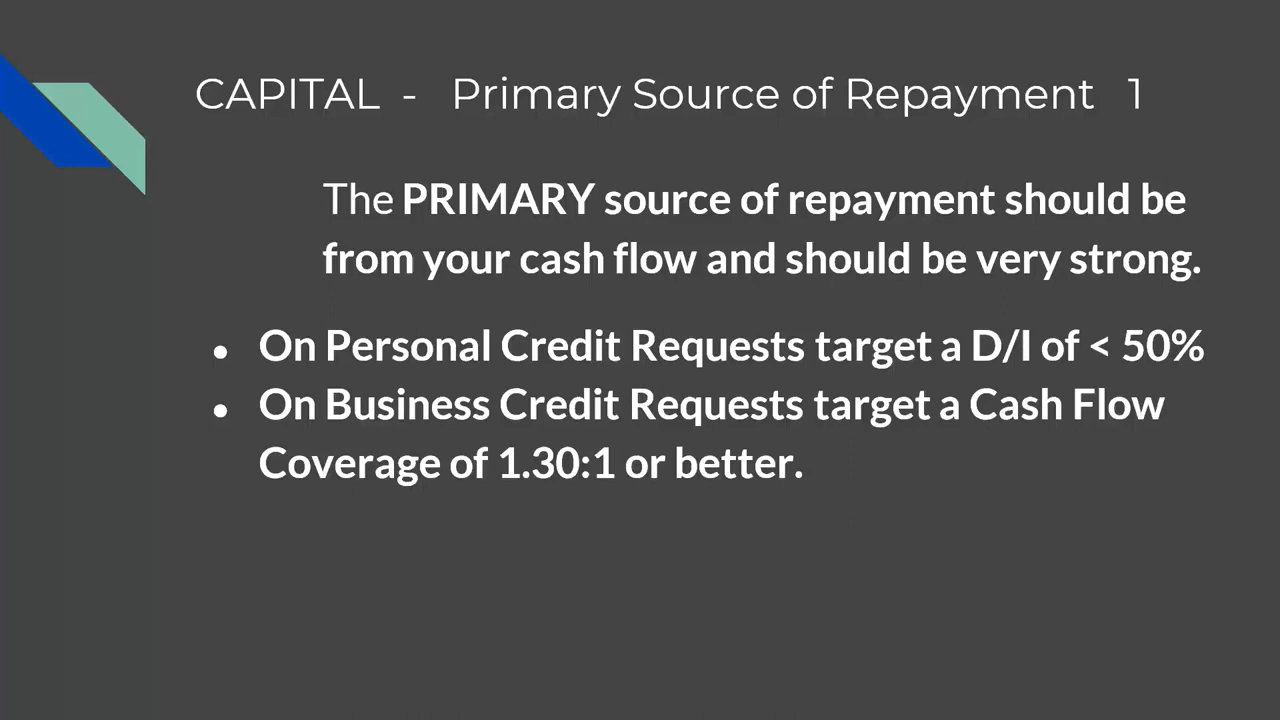 CAPITAL - Primary Source of Repayment 1
The PRIMARY source of repayment should be
from your cash flow and should be very strong.
● On Personal Credit Requests target a D/I of < 50%
● On Business Credit Requests target a Cash Flow
Coverage of 1.30:1 or better.